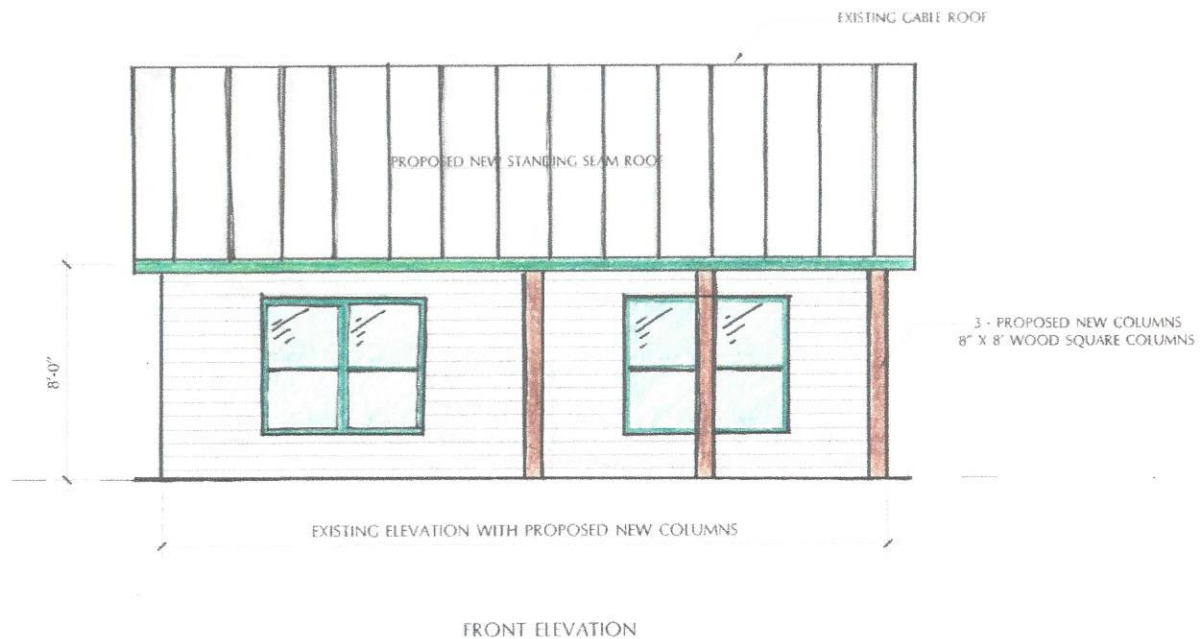 EXISTING GABLE ROOF
PROPOSED NEW STANDING SEAM ROOF
8'-0"
3 - PROPOSED NEW COLUMNS
8" X 8' WOOD SQUARE COLUMNS
EXISTING ELEVATION WITH PROPOSED NEW COLUMNS
FRONT ELEVATION